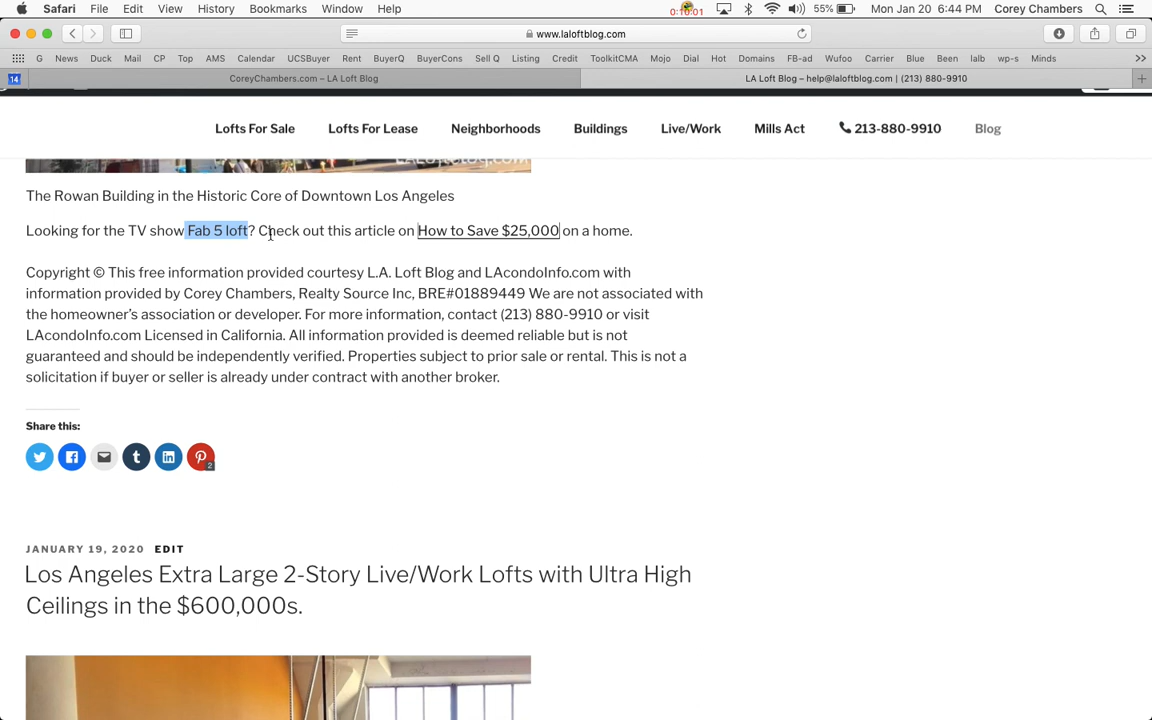 Safari File Edit View History Bookmarks Window Help 0:10:01 55% Mon Jan 20 6:44 PM Corey Chambers
www.laloftblog.com
G News Duck Mail CP Top AMS Calendar UCSBuyer Rent BuyerQ BuyerCons Sell Q Listing Credit ToolkitCMA Mojo Dial Hot Domains FB-ad Wufoo Carrier Blue Been lalb wp-s Minds
14 CoreyChambers.com – LA Loft Blog LA Loft Blog – help@laloftblog.com | (213) 880-9910
Lofts For Sale Lofts For Lease Neighborhoods Buildings Live/Work Mills Act 213-880-9910 Blog
The Rowan Building in the Historic Core of Downtown Los Angeles
Looking for the TV show Fab 5 loft? Check out this article on How to Save $25,000 on a home.
Copyright © This free information provided courtesy L.A. Loft Blog and LAcondoInfo.com with
information provided by Corey Chambers, Realty Source Inc, BRE#01889449 We are not associated with
the homeowner’s association or developer. For more information, contact (213) 880-9910 or visit
LAcondoInfo.com Licensed in California. All information provided is deemed reliable but is not
guaranteed and should be independently verified. Properties subject to prior sale or rental. This is not a
solicitation if buyer or seller is already under contract with another broker.
Share this:
2
JANUARY 19, 2020 EDIT
Los Angeles Extra Large 2-Story Live/Work Lofts with Ultra High
Ceilings in the $600,000s.